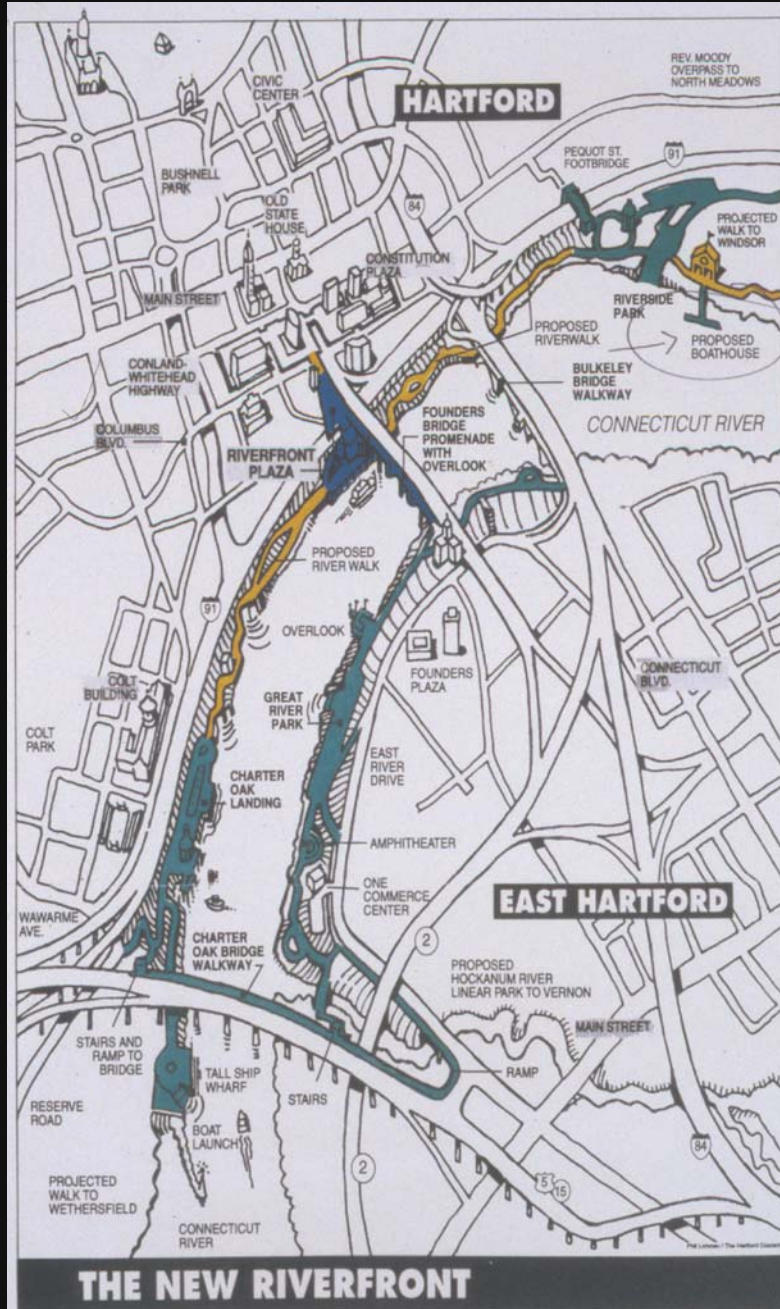 REV. MOODY
OVERPASS TO
NORTH MEADOWS
CIVIC
CENTER
HARTFORD
PEQUOT ST.
FOOTBRIDGE
91
BUSHNELL
PARK
84
OLD
STATE
HOUSE
PROJECTED
WALK TO
WINDSOR
CONSTITUTION
PLAZA
MAIN STREET
RIVERSIDE
PARK
PROPOSED
RIVERWALK
PROPOSED
BOATHOUSE
CONLAND-
WHITEHEAD
HIGHWAY
BULKELEY
BRIDGE
WALKWAY
COLUMBUS
BLVD.
FOUNDERS
BRIDGE
PROMENADE
WITH
OVERLOOK
CONNECTICUT RIVER
RIVERFRONT
PLAZA
PROPOSED
RIVER WALK
91
OVERLOOK
FOUNDERS
PLAZA
CONNECTICUT
BLVD.
COLT
BUILDING
GREAT
RIVER
PARK
COLT
PARK
EAST
RIVER
DRIVE
CHARTER
OAK
LANDING
AMPHITHEATER
ONE
COMMERCE
CENTER
EAST HARTFORD
WAWARME
AVE.
2
CHARTER
OAK BRIDGE
WALKWAY
PROPOSED
HOCKANUM RIVER
LINEAR PARK TO VERNON
MAIN STREET
STAIRS AND
RAMP TO
BRIDGE
TALL SHIP
WHARF
RAMP
STAIRS
RESERVE
ROAD
BOAT
LAUNCH
84
2
5
15
PROJECTED
WALK TO
WETHERSFIELD
CONNECTICUT
RIVER
THE NEW RIVERFRONT